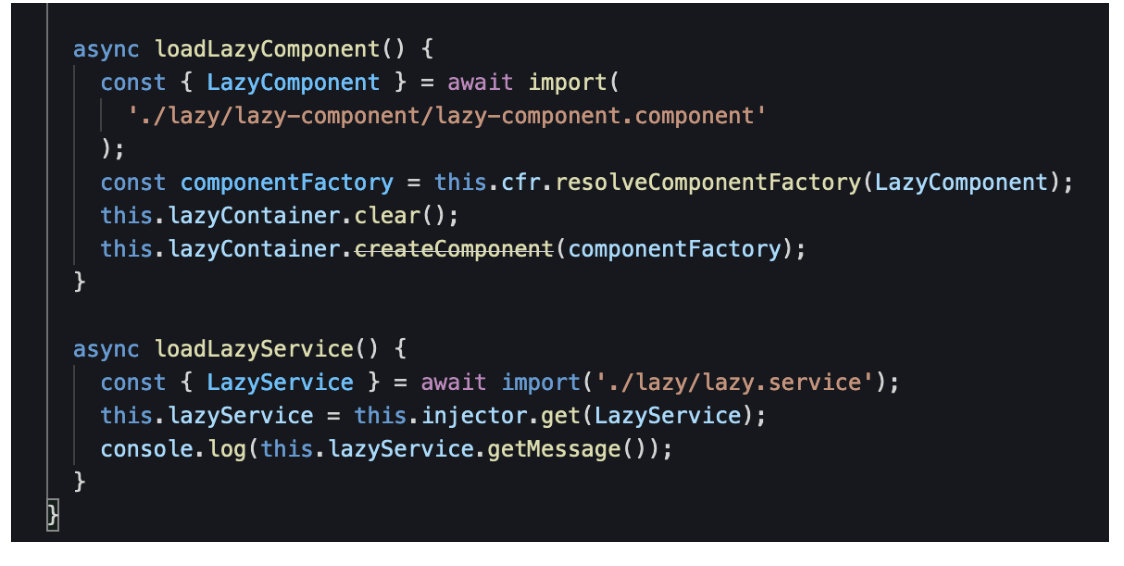 async loadLazyComponent() {
const { LazyComponent } = await import(
'./lazy/lazy-component/lazy-component.component'
);
const componentFactory = this.cfr.resolveComponentFactory(LazyComponent);
this.lazyContainer.clear();
this.lazyContainer.createComponent(componentFactory);
}
async loadLazyService() {
const { LazyService } = await import('./lazy/lazy.service');
this.lazyService = this.injector.get(LazyService);
console.log(this.lazyService.getMessage());
}
}